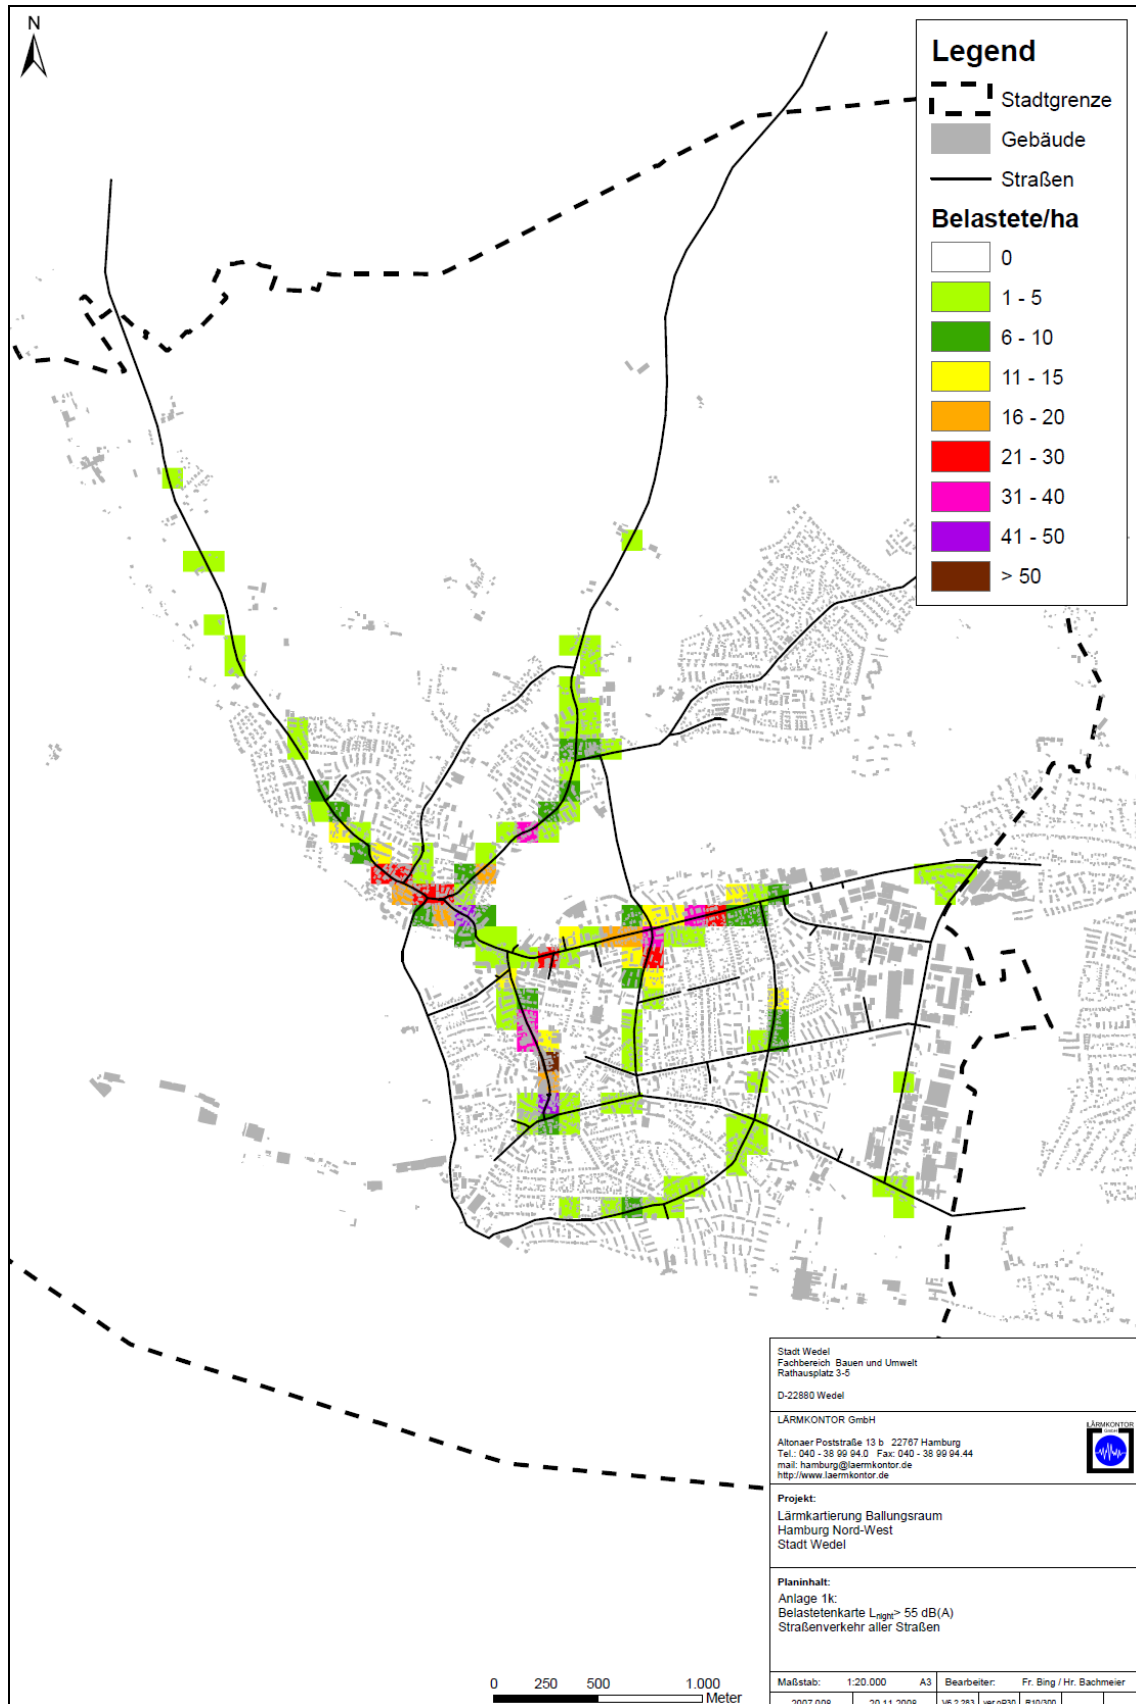 N
Legend
Stadtgrenze
Gebäude
Straßen
Belastete/ha
0
1 - 5
6 - 10
11 - 15
16 - 20
21 - 30
31 - 40
41 - 50
> 50
Stadt Wedel
Fachbereich Bauen und Umwelt
Rathausplatz 3-5
D-22880 Wedel
LÄRMKONTOR GmbH
Altonaer Poststraße 13 b 22767 Hamburg
Tel.: 040 - 38 99 94.0 Fax: 040 - 38 99 94.44
mail: hamburg@laermkontor.de
http://www.laermkontor.de
LÄRMKONTOR
GmbH
Projekt:
Lärmkartierung Ballungsraum
Hamburg Nord-West
Stadt Wedel
Planinhalt:
Anlage 1k:
Belastetenkarte Lnight> 55 dB(A)
Straßenverkehr aller Straßen
Maßstab: 1:20.000 A3 Bearbeiter: Fr. Bing / Hr. Bachmeier
0 250 500 1.000
Meter